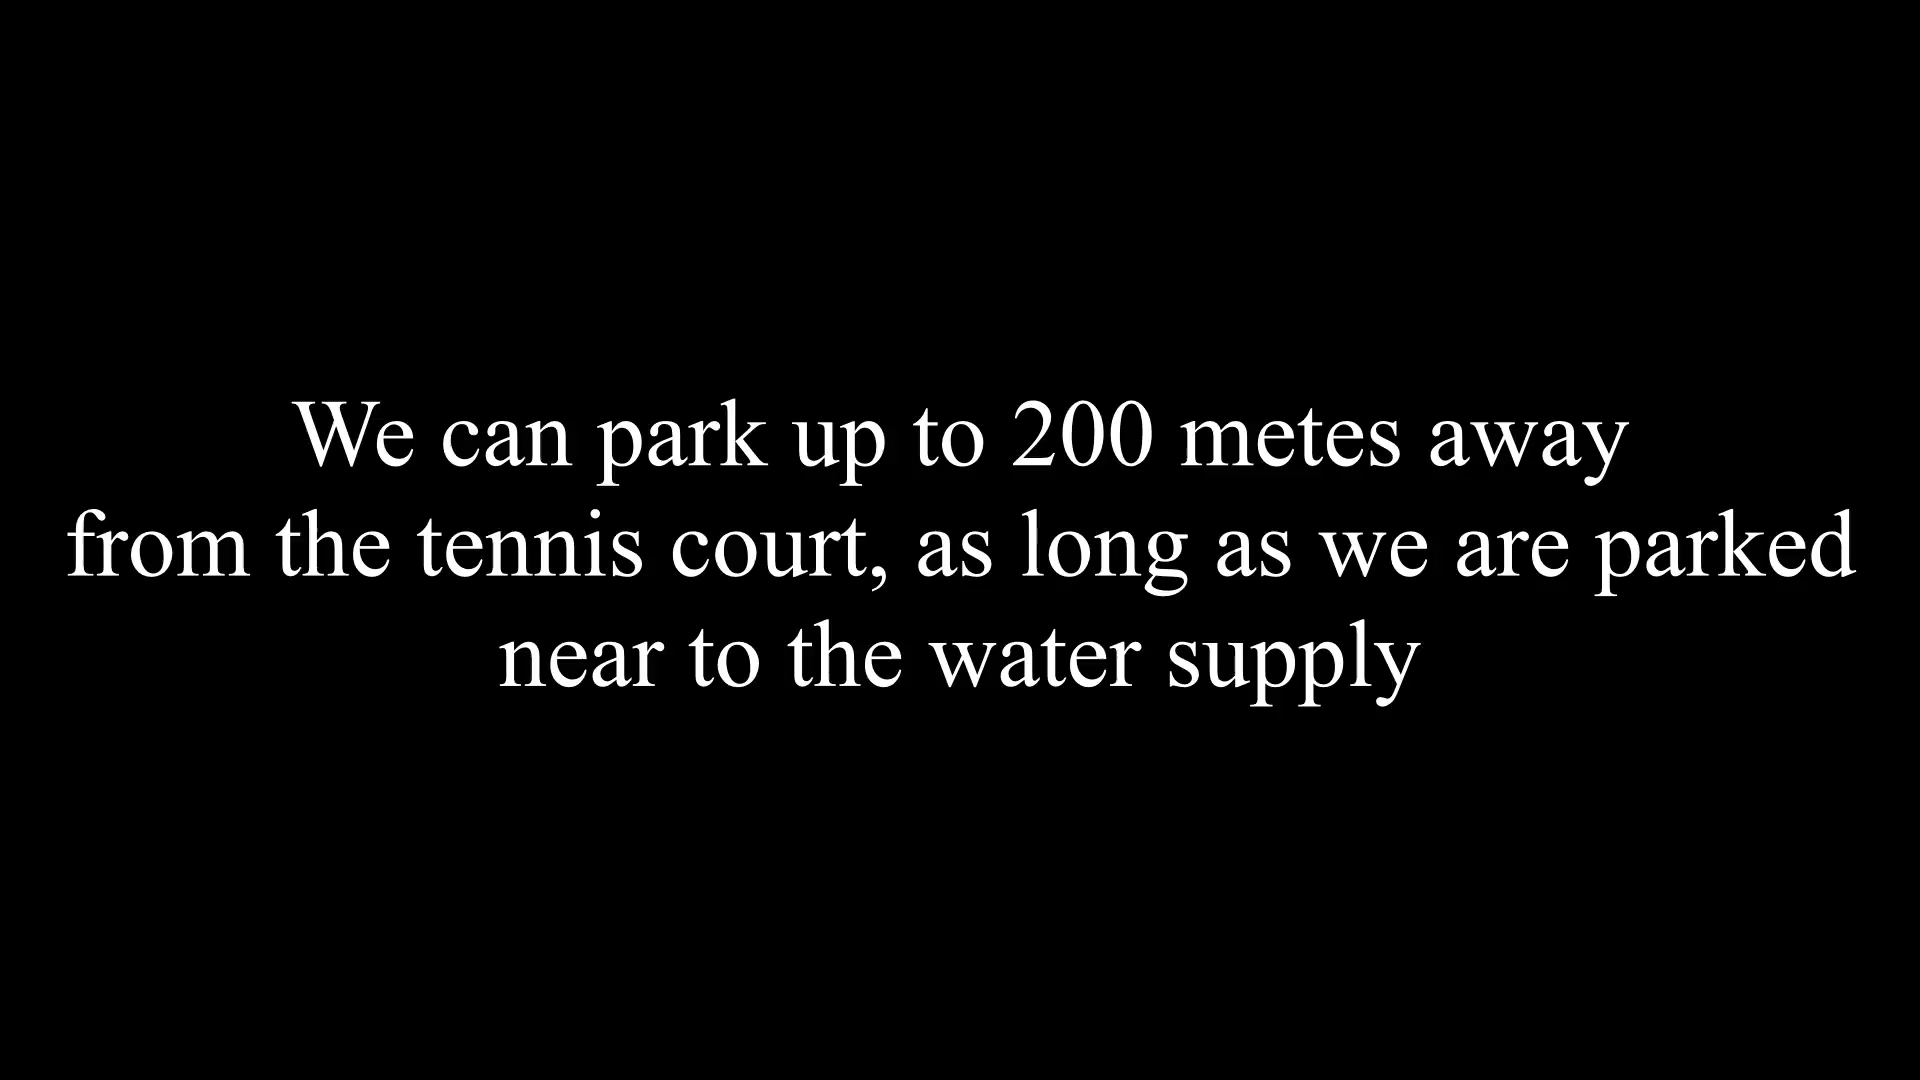 We can park up to 200 metes away
from the tennis court, as long as we are parked
near to the water supply